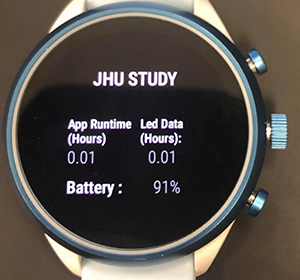 JHU STUDY
App Runtime Led Data
(Hours) (Hours):
0.01 0.01
Battery : 91%